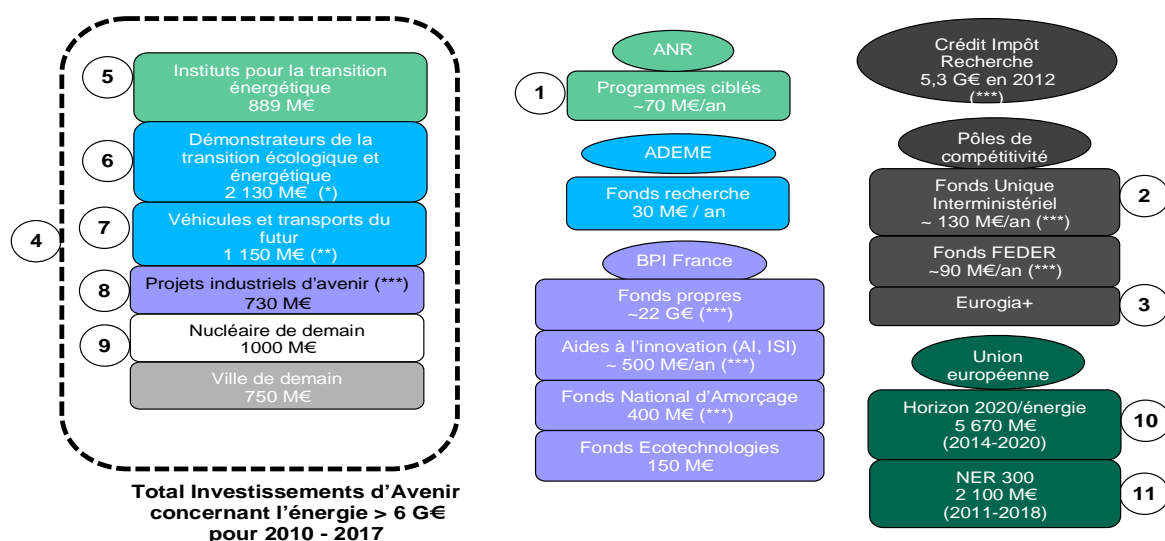 5
Instituts pour la transition
énergétique
889 M€
6
Démonstrateurs de la
transition écologique et
énergétique
2 130 M€ (*)
4
7
Véhicules et transports du
futur
1 150 M€ (**)
8
Projets industriels d'avenir (***)
730 M€
9
Nucléaire de demain
1000 M€
Ville de demain
750 M€
Total Investissements d'Avenir
concernant l'énergie > 6 G€
pour 2010 - 2017
ANR
1
Programmes ciblés
~70 M€/an
ADEME
Fonds recherche
30 M€ / an
BPI France
Fonds propres
~22 G€ (***)
Aides à l'innovation (AI, ISI)
~ 500 M€/an (***)
Fonds National d'Amorçage
400 M€ (***)
Fonds Ecotechnologies
150 M€
Crédit Impôt
Recherche
5,3 G€ en 2012
(***)
Pôles de
compétitivité
Fonds Unique
Interministériel
~ 130 M€/an (***)
2
Fonds FEDER
~90 M€/an (***)
Eurogia+
3
Union
européenne
Horizon 2020/énergie
5 670 M€
(2014-2020)
10
NER 300
2 100 M€
(2011-2018)
11